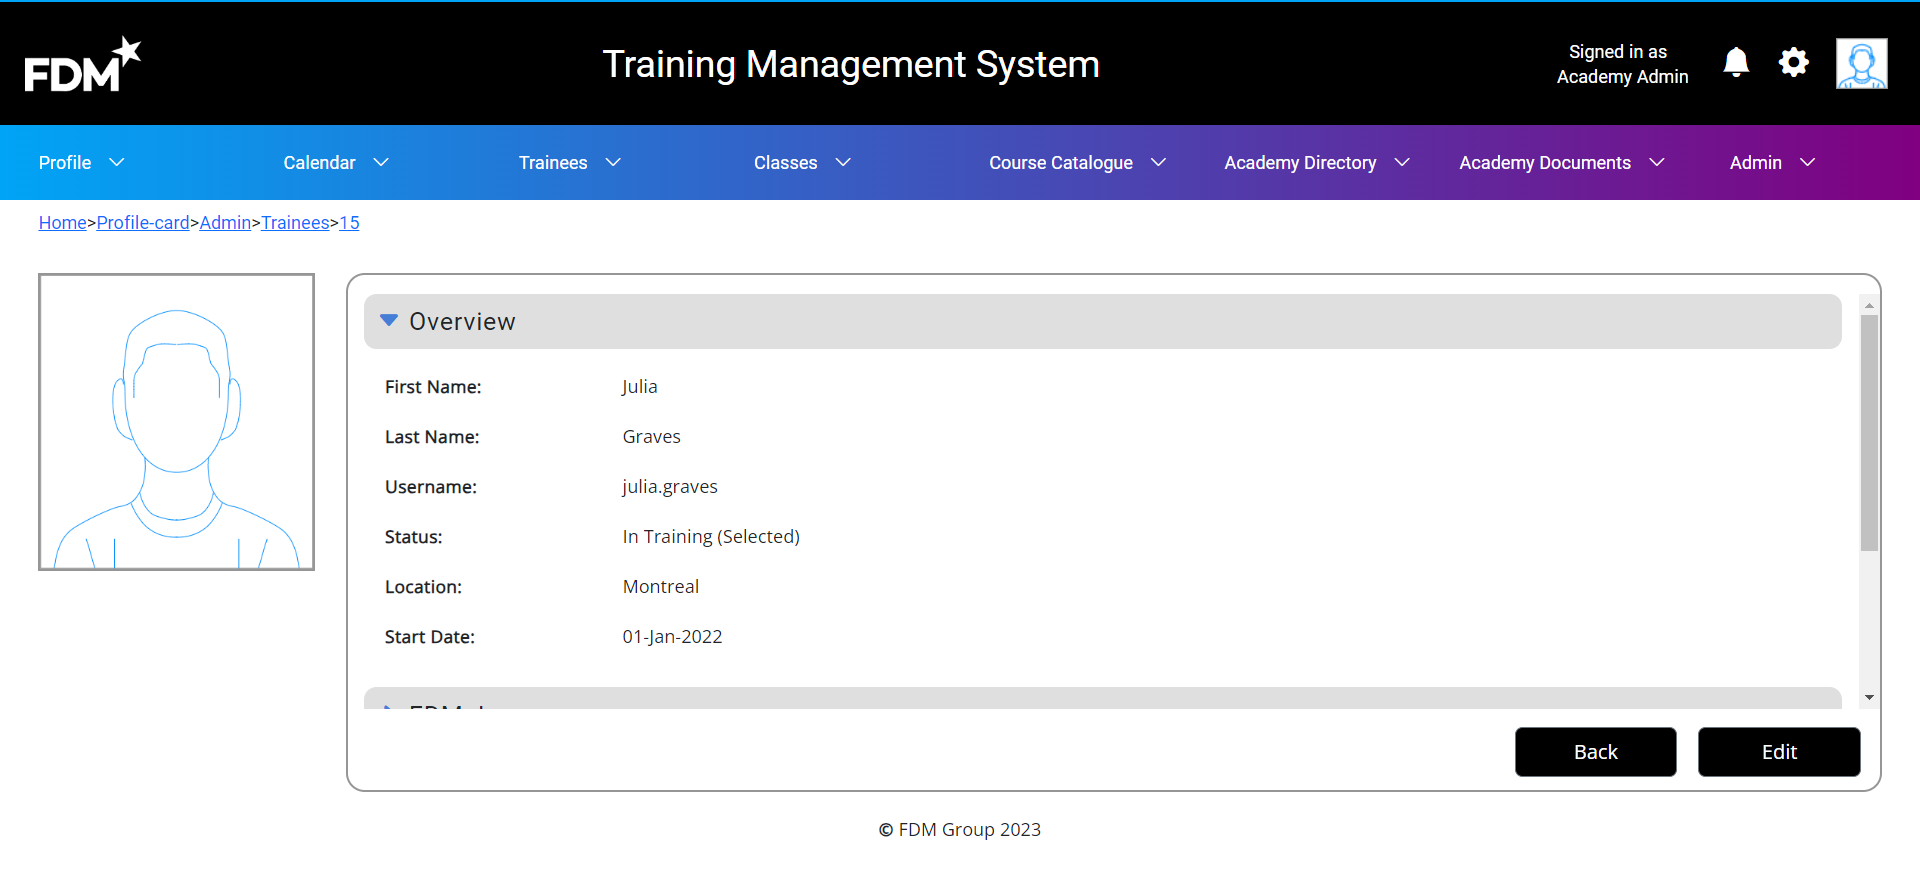 FDM
Training Management System
Signed in as
Academy Admin
Profile
Calendar
Trainees
Classes
Course Catalogue
Academy Directory
Academy Documents
Admin
Home>Profile-card>Admin>Trainees>15
Overview
First Name: Julia
Last Name: Graves
Username: julia.graves
Status: In Training (Selected)
Location: Montreal
Start Date: 01-Jan-2022
Back
Edit
© FDM Group 2023